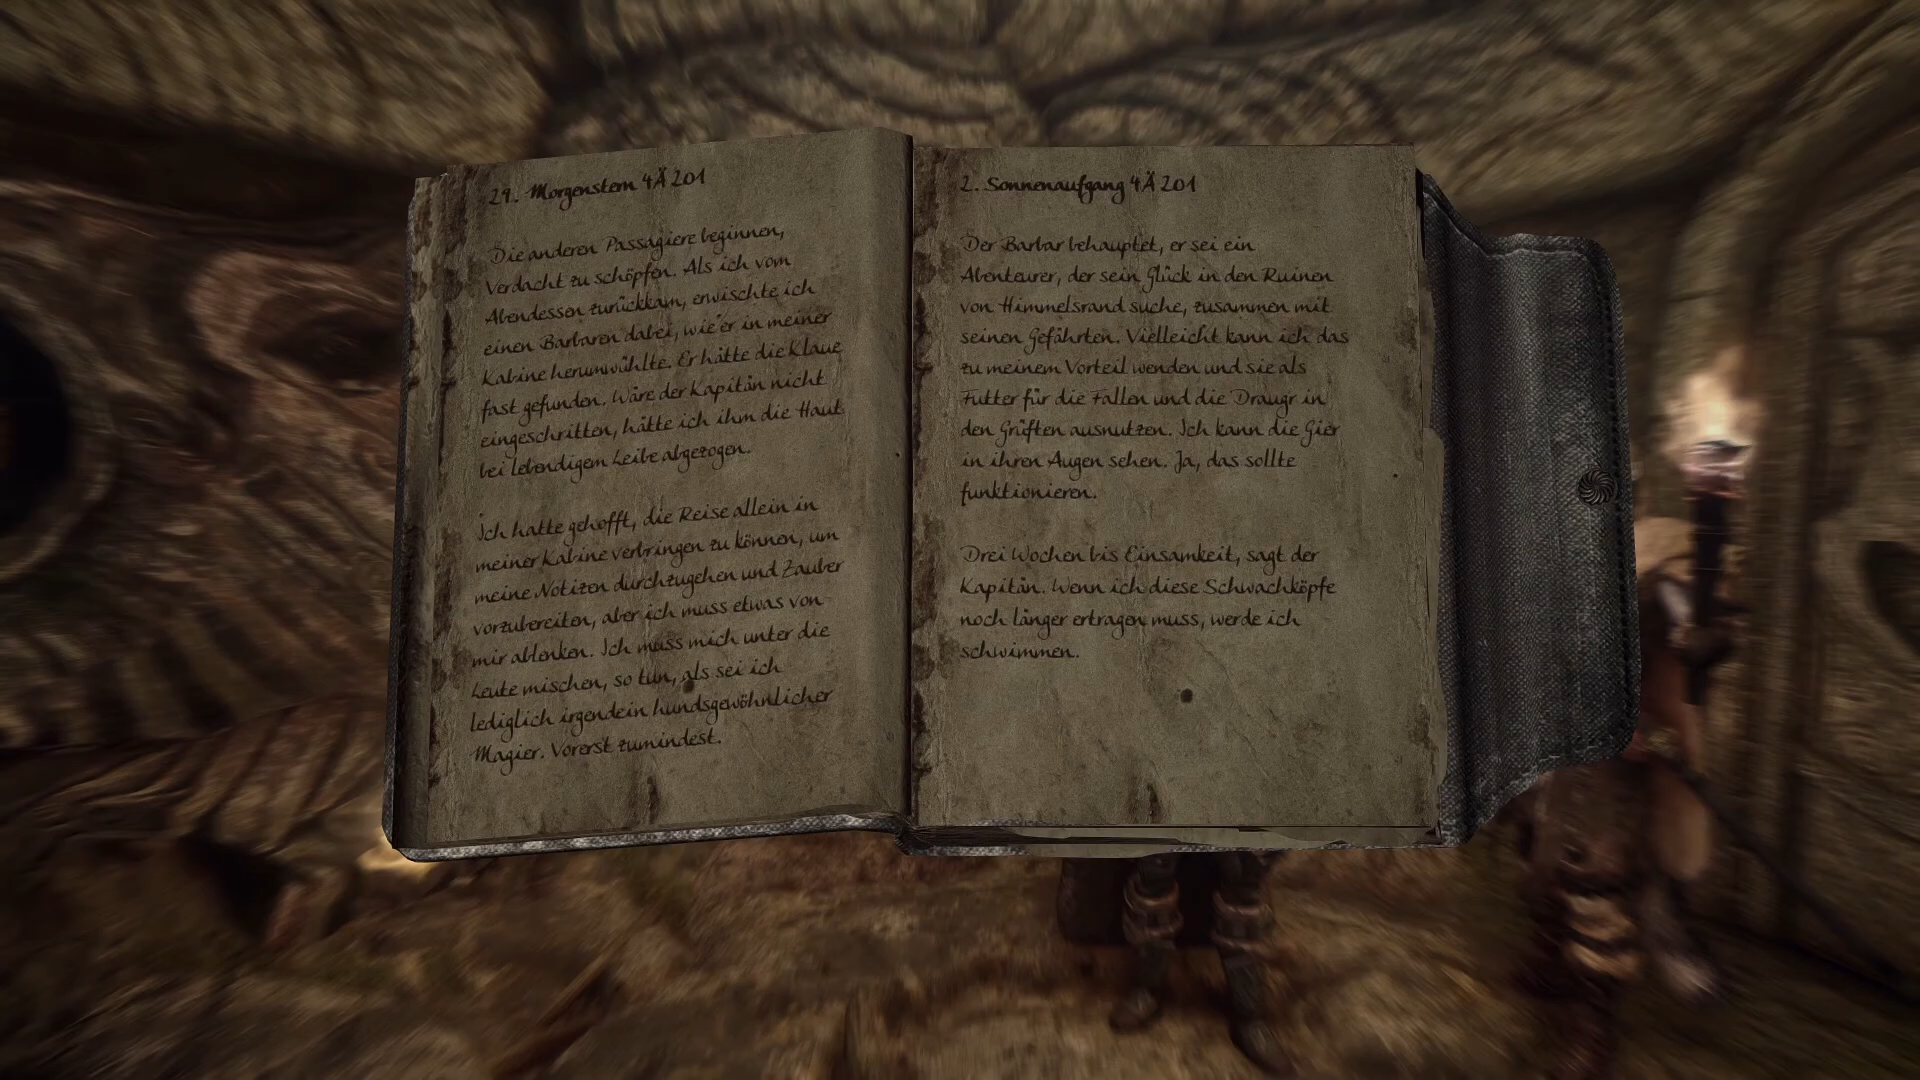 29. Morgenstern 4Ä 201
Die anderen Passagiere beginnen,
Verdacht zu schöpfen. Als ich vom
Abendessen zurückkam, erwischte ich
einen Barbaren dabei, wie er in meiner
Kabine herumwühlte. Er hätte die Klaue
fast gefunden. Wäre der Kapitän nicht
eingeschritten, hätte ich ihm die Haut
bei lebendigem Leibe abgezogen.
Ich hatte gehofft, die Reise allein in
meiner Kabine verbringen zu können, um
meine Notizen durchzugehen und Zauber
vorzubereiten, aber ich muss etwas von
mir ablenken. Ich muss mich unter die
Leute mischen, so tun, als sei ich
lediglich irgendein hundsgewöhnlicher
Magier. Vorerst zumindest.
2. Sonnenaufgang 4Ä 201
Der Barbar behauptet, er sei ein
Abenteurer, der sein Glück in den Ruinen
von Himmelsrand suche, zusammen mit
seinen Gefährten. Vielleicht kann ich das
zu meinem Vorteil wenden und sie als
Futter für die Fallen und die Draugr in
den Grüften ausnutzen. Ich kann die Gier
in ihren Augen sehen. Ja, das sollte
funktionieren.
Drei Wochen bis Einsamkeit, sagt der
Kapitän. Wenn ich diese Schwachköpfe
noch länger ertragen muss, werde ich
schwimmen.